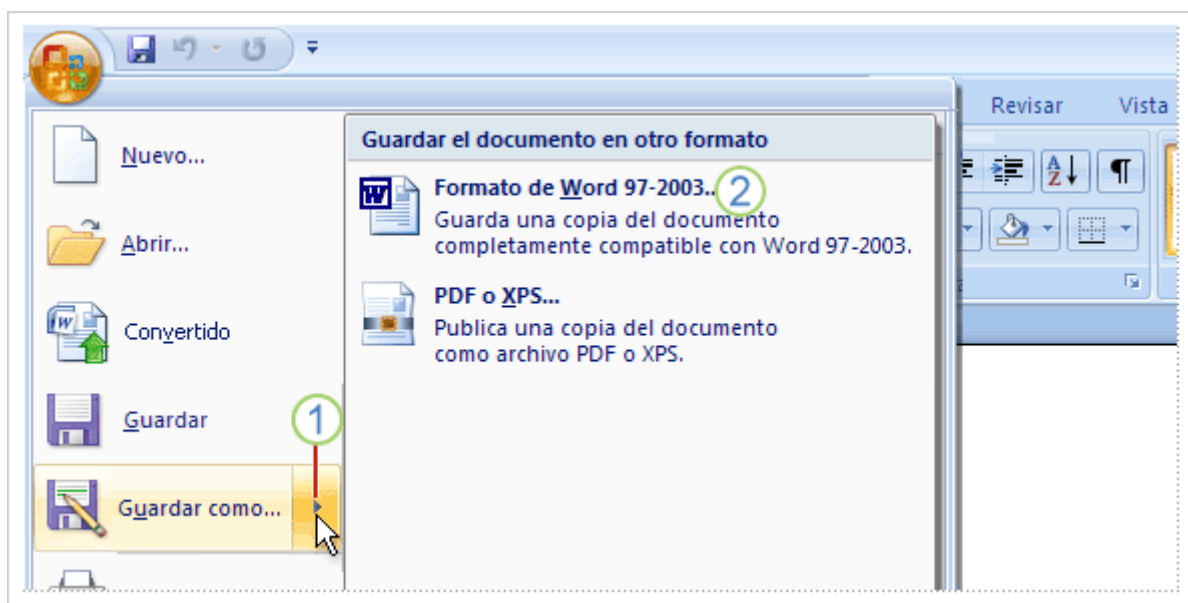 Revisar Vista
Nuevo...
Abrir...
Convertido
Guardar
1
Guardar como...
Guardar el documento en otro formato
Formato de Word 97-2003..
2
Guarda una copia del documento
completamente compatible con Word 97-2003.
PDF o XPS...
Publica una copia del documento
como archivo PDF o XPS.